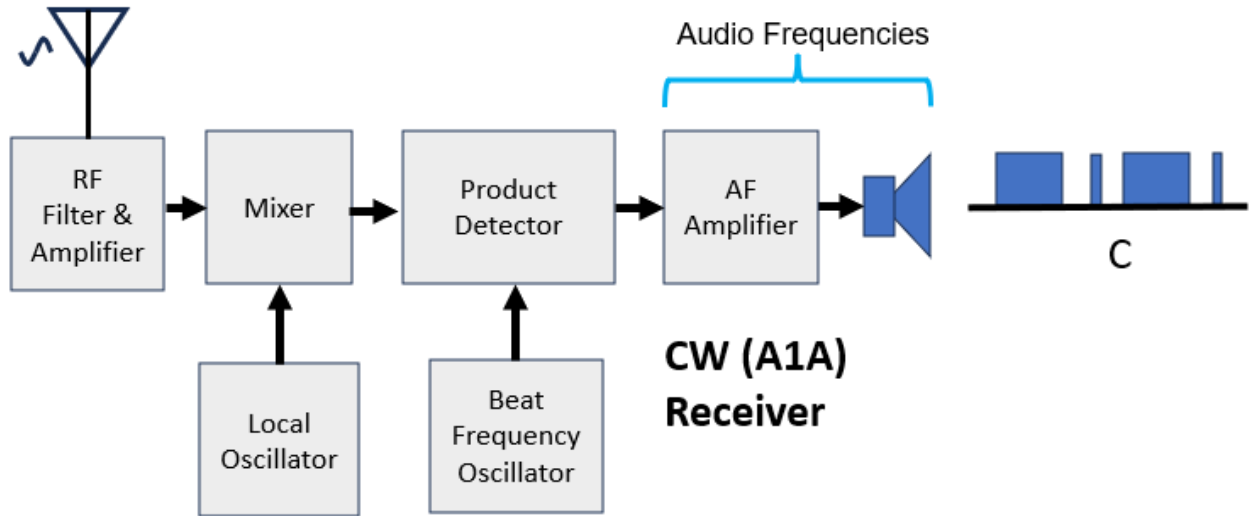 Audio Frequencies
RF
Filter &
Amplifier
Mixer
Product
Detector
AF
Amplifier
C
Local
Oscillator
Beat
Frequency
Oscillator
CW (A1A)
Receiver